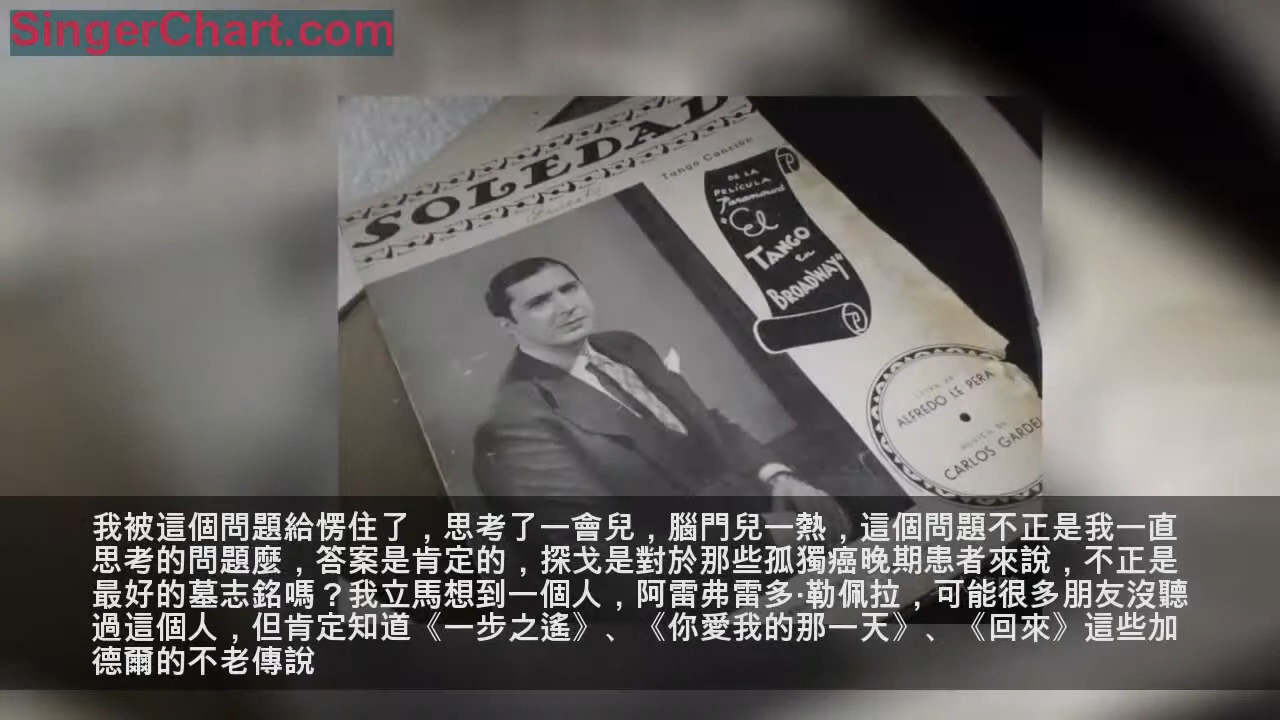 SingerChart.com
SOLEDAD
Tango Canción
DE LA
PELÍCULA
Paramount
"El
TANGO
en
BROADWAY"
LETRA DE
ALFREDO LE PERA
MUSICA DE
CARLOS GARDEL
我被這個問題給愣住了，思考了一會兒，腦門兒一熱，這個問題不正是我一直
思考的問題麼，答案是肯定的，探戈是對於那些孤獨癌晚期患者來說，不正是
最好的墓志銘嗎？我立馬想到一個人，阿雷弗雷多·勒佩拉，可能很多朋友沒聽
過這個人，但肯定知道《一步之遙》、《你愛我的那一天》、《回來》這些加
德爾的不老傳說